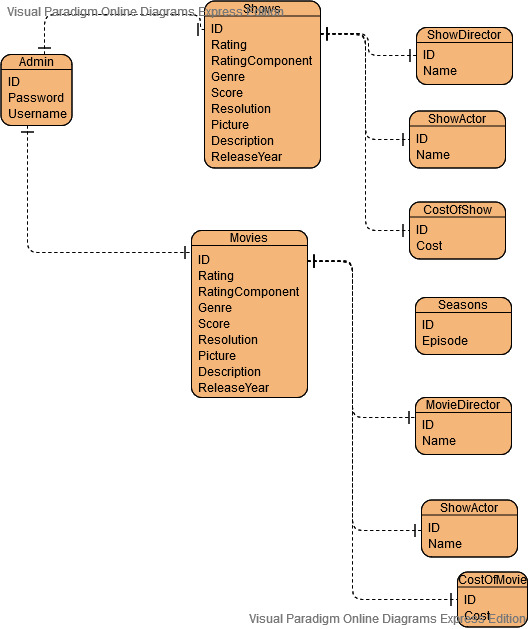 Visual Paradigm Online Diagrams Express Edition
Shows
ID
Rating
RatingComponent
Genre
Score
Resolution
Picture
Description
ReleaseYear
Admin
ID
Password
Username
ShowDirector
ID
Name
ShowActor
ID
Name
CostOfShow
ID
Cost
Movies
ID
Rating
RatingComponent
Genre
Score
Resolution
Picture
Description
ReleaseYear
Seasons
ID
Episode
MovieDirector
ID
Name
ShowActor
ID
Name
CostOfMovie
ID
Cost
Visual Paradigm Online Diagrams Express Edition